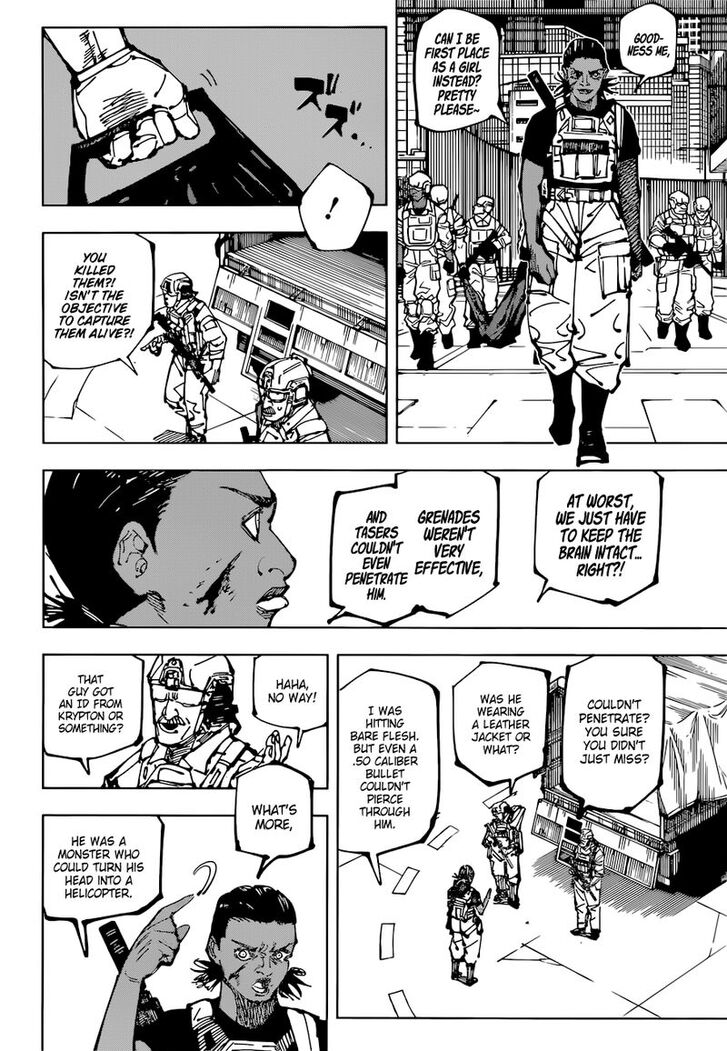 GOOD-
NESS ME,
CAN I BE
FIRST PLACE
AS A GIRL
INSTEAD?
PRETTY
PLEASE~
ズズ゙
!
YOU
KILLED
THEM?!
ISN'T THE
OBJECTIVE
TO CAPTURE
THEM ALIVE?!
AT WORST,
WE JUST HAVE
TO KEEP THE
BRAIN INTACT...
RIGHT?!
GRENADES
WEREN'T
VERY
EFFECTIVE,
AND
TASERS
COULDN'T
EVEN
PENETRATE
HIM.
COULDN'T
PENETRATE?
YOU SURE
YOU DIDN'T
JUST MISS?
WAS HE
WEARING
A LEATHER
JACKET OR
WHAT?
I WAS
HITTING
BARE FLESH.
BUT EVEN A
.50 CALIBER
BULLET
COULDN'T
PIERCE
THROUGH
HIM.
HAHA,
NO WAY!
THAT
GUY GOT
AN ID FROM
KRYPTON OR
SOMETHING?
WHAT'S
MORE,
HE WAS A
MONSTER WHO
COULD TURN HIS
HEAD INTO A
HELICOPTER.